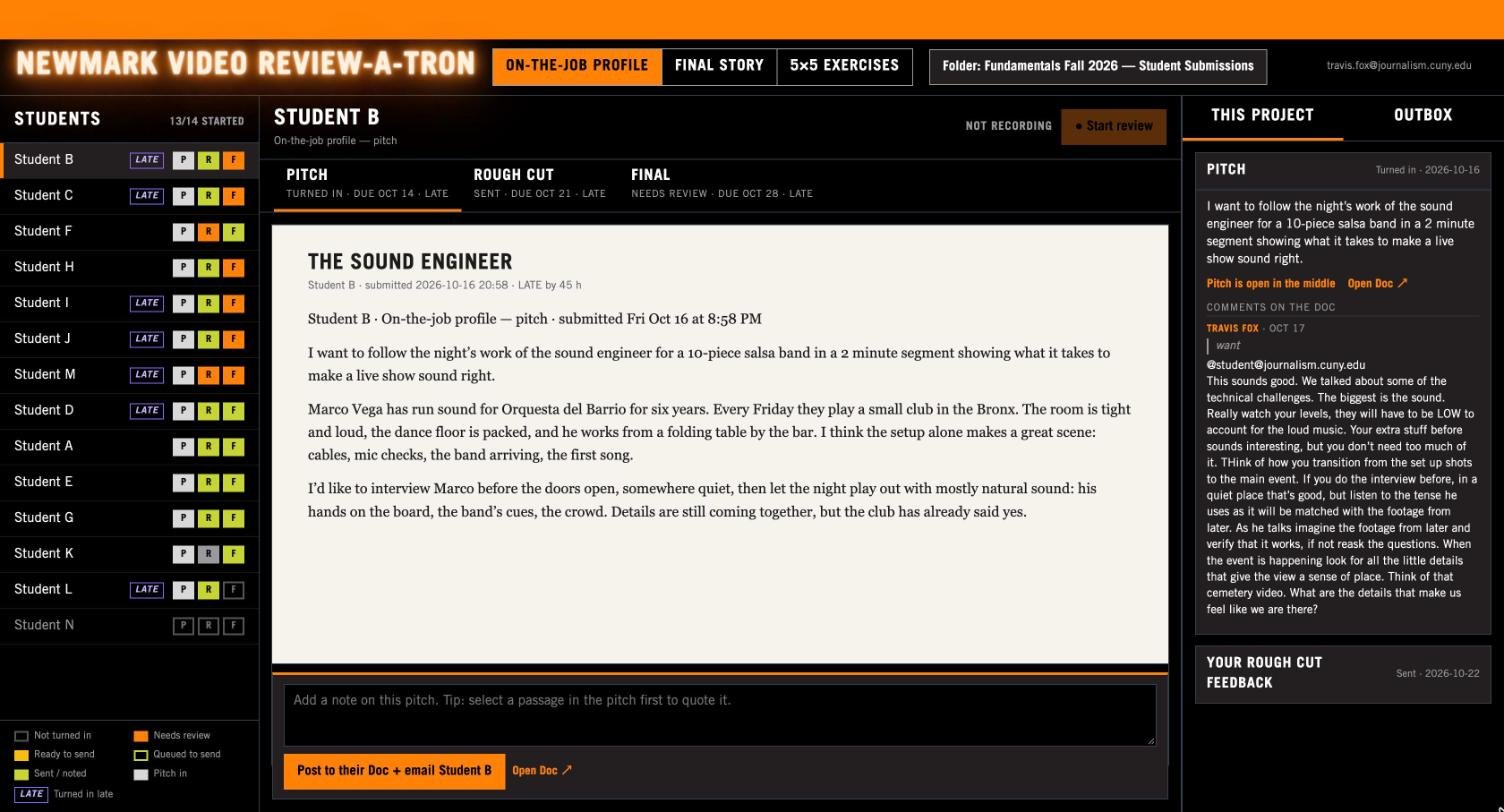 NEWMARK VIDEO REVIEW-A-TRON
ON-THE-JOB PROFILE
FINAL STORY
5×5 EXERCISES
Folder: Fundamentals Fall 2026 — Student Submissions
travis.fox@journalism.cuny.edu
STUDENTS
13/14 STARTED
Student B LATE P R F
Student C LATE P R F
Student F P R F
Student H P R F
Student I LATE P R F
Student J LATE P R F
Student M LATE P R F
Student D LATE P R F
Student A P R F
Student E P R F
Student G P R F
Student K P R F
Student L LATE P R F
Student N P R F
Not turned in
Needs review
Ready to send
Queued to send
Sent / noted
Pitch in
LATE Turned in late
STUDENT B
On-the-job profile — pitch
NOT RECORDING
● Start review
PITCH
TURNED IN · DUE OCT 14 · LATE
ROUGH CUT
SENT · DUE OCT 21 · LATE
FINAL
NEEDS REVIEW · DUE OCT 28 · LATE
THE SOUND ENGINEER
Student B · submitted 2026-10-16 20:58 · LATE by 45 h
Student B · On-the-job profile — pitch · submitted Fri Oct 16 at 8:58 PM
I want to follow the night’s work of the sound engineer for a 10-piece salsa band in a 2 minute segment showing what it takes to
make a live show sound right.
Marco Vega has run sound for Orquesta del Barrio for six years. Every Friday they play a small club in the Bronx. The room is tight
and loud, the dance floor is packed, and he works from a folding table by the bar. I think the setup alone makes a great scene:
cables, mic checks, the band arriving, the first song.
I’d like to interview Marco before the doors open, somewhere quiet, then let the night play out with mostly natural sound: his
hands on the board, the band’s cues, the crowd. Details are still coming together, but the club has already said yes.
Add a note on this pitch. Tip: select a passage in the pitch first to quote it.
Post to their Doc + email Student B
Open Doc ↗
THIS PROJECT
OUTBOX
PITCH
Turned in · 2026-10-16
I want to follow the night’s work of the sound
engineer for a 10-piece salsa band in a 2 minute
segment showing what it takes to make a live
show sound right.
Pitch is open in the middle
Open Doc ↗
COMMENTS ON THE DOC
TRAVIS FOX · OCT 17
want
@student@journalism.cuny.edu
This sounds good. We talked about some of the
technical challenges. The biggest is the sound.
Really watch your levels, they will have to be LOW to
account for the loud music. Your extra stuff before
sounds interesting, but you don’t need too much of
it. THink of how you transition from the set up shots
to the main event. If you do the interview before, in a
quiet place that’s good, but listen to the tense he
uses as it will be matched with the footage from
later. As he talks imagine the footage from later and
verify that it works, if not reask the questions. When
the event is happening look for all the little details
that give the view a sense of place. Think of that
cemetery video. What are the details that make us
feel like we are there?
YOUR ROUGH CUT
FEEDBACK
Sent · 2026-10-22